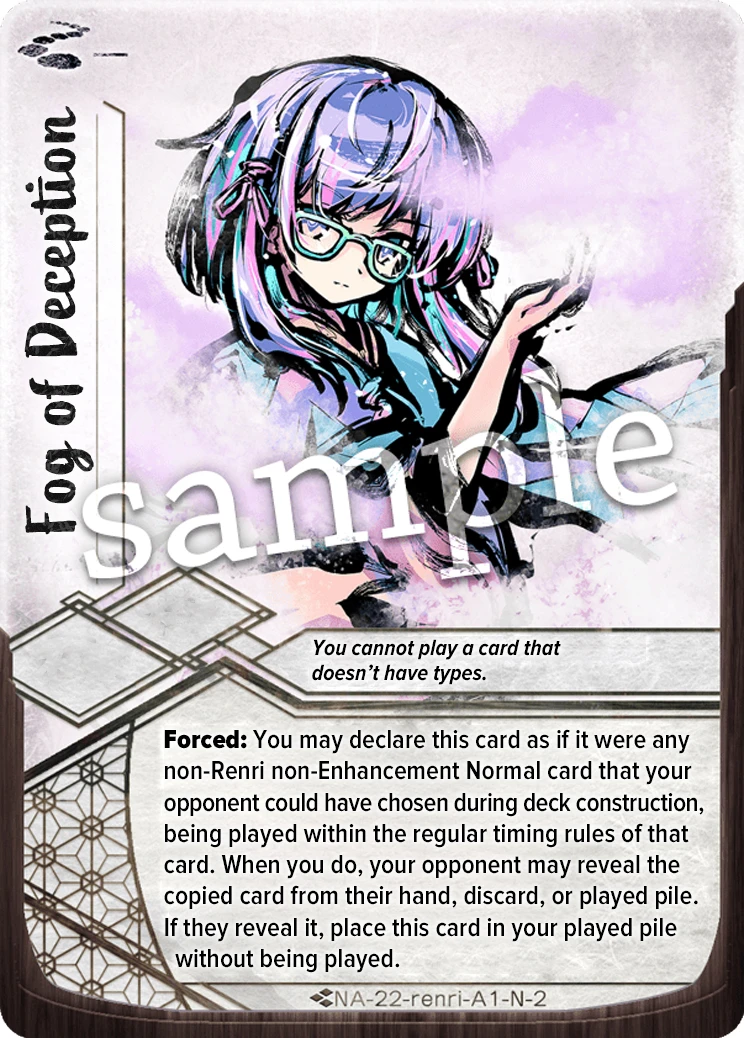 Fog of Deception
sample
You cannot play a card that
doesn't have types.
Forced: You may declare this card as if it were any
non-Renri non-Enhancement Normal card that your
opponent could have chosen during deck construction,
being played within the regular timing rules of that
card. When you do, your opponent may reveal the
copied card from their hand, discard, or played pile.
If they reveal it, place this card in your played pile
without being played.
NA-22-renri-A1-N-2